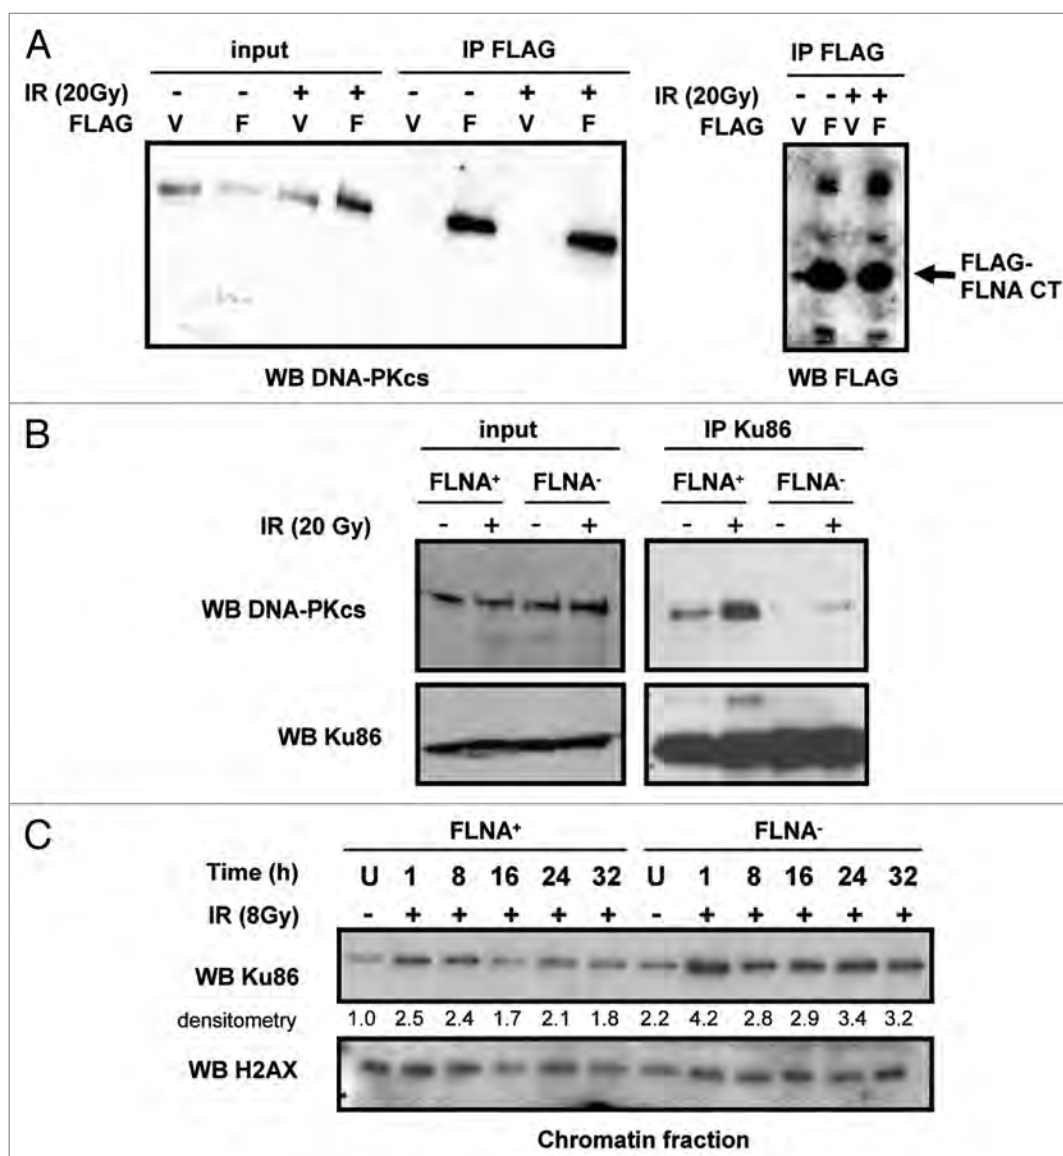 A
input IP FLAG
IR (20Gy) - - + + - - + +
FLAG V F V F V F V F
WB DNA-PKcs
IP FLAG
IR (20Gy) - - + +
FLAG V F V F
FLAG-
FLNA CT
WB FLAG
B
input IP Ku86
FLNA⁺ FLNA⁻ FLNA⁺ FLNA⁻
IR (20 Gy) - + - + - + - +
WB DNA-PKcs
WB Ku86
C
FLNA⁺ FLNA⁻
Time (h) U 1 8 16 24 32 U 1 8 16 24 32
IR (8Gy) - + + + + + - + + + + +
WB Ku86
densitometry 1.0 2.5 2.4 1.7 2.1 1.8 2.2 4.2 2.8 2.9 3.4 3.2
WB H2AX
Chromatin fraction